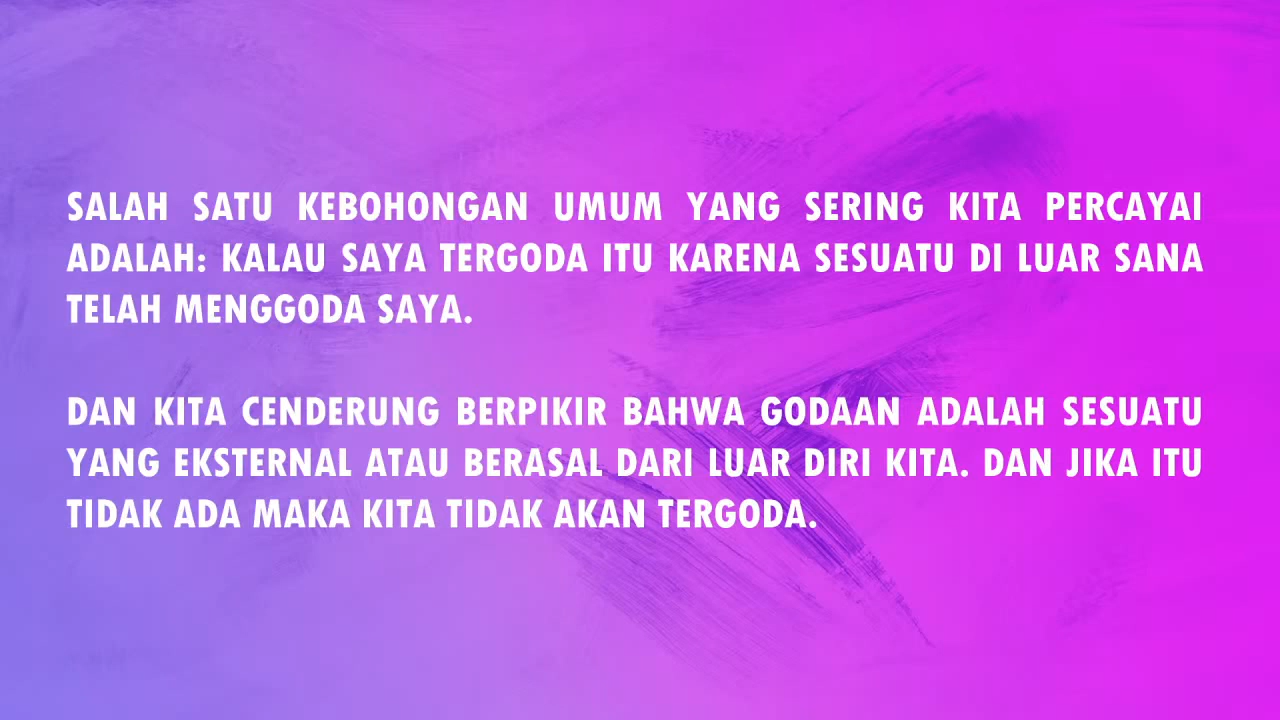 SALAH SATU KEBOHONGAN UMUM YANG SERING KITA PERCAYAI
ADALAH: KALAU SAYA TERGODA ITU KARENA SESUATU DI LUAR SANA
TELAH MENGGODA SAYA.
DAN KITA CENDERUNG BERPIKIR BAHWA GODAAN ADALAH SESUATU
YANG EKSTERNAL ATAU BERASAL DARI LUAR DIRI KITA. DAN JIKA ITU
TIDAK ADA MAKA KITA TIDAK AKAN TERGODA.